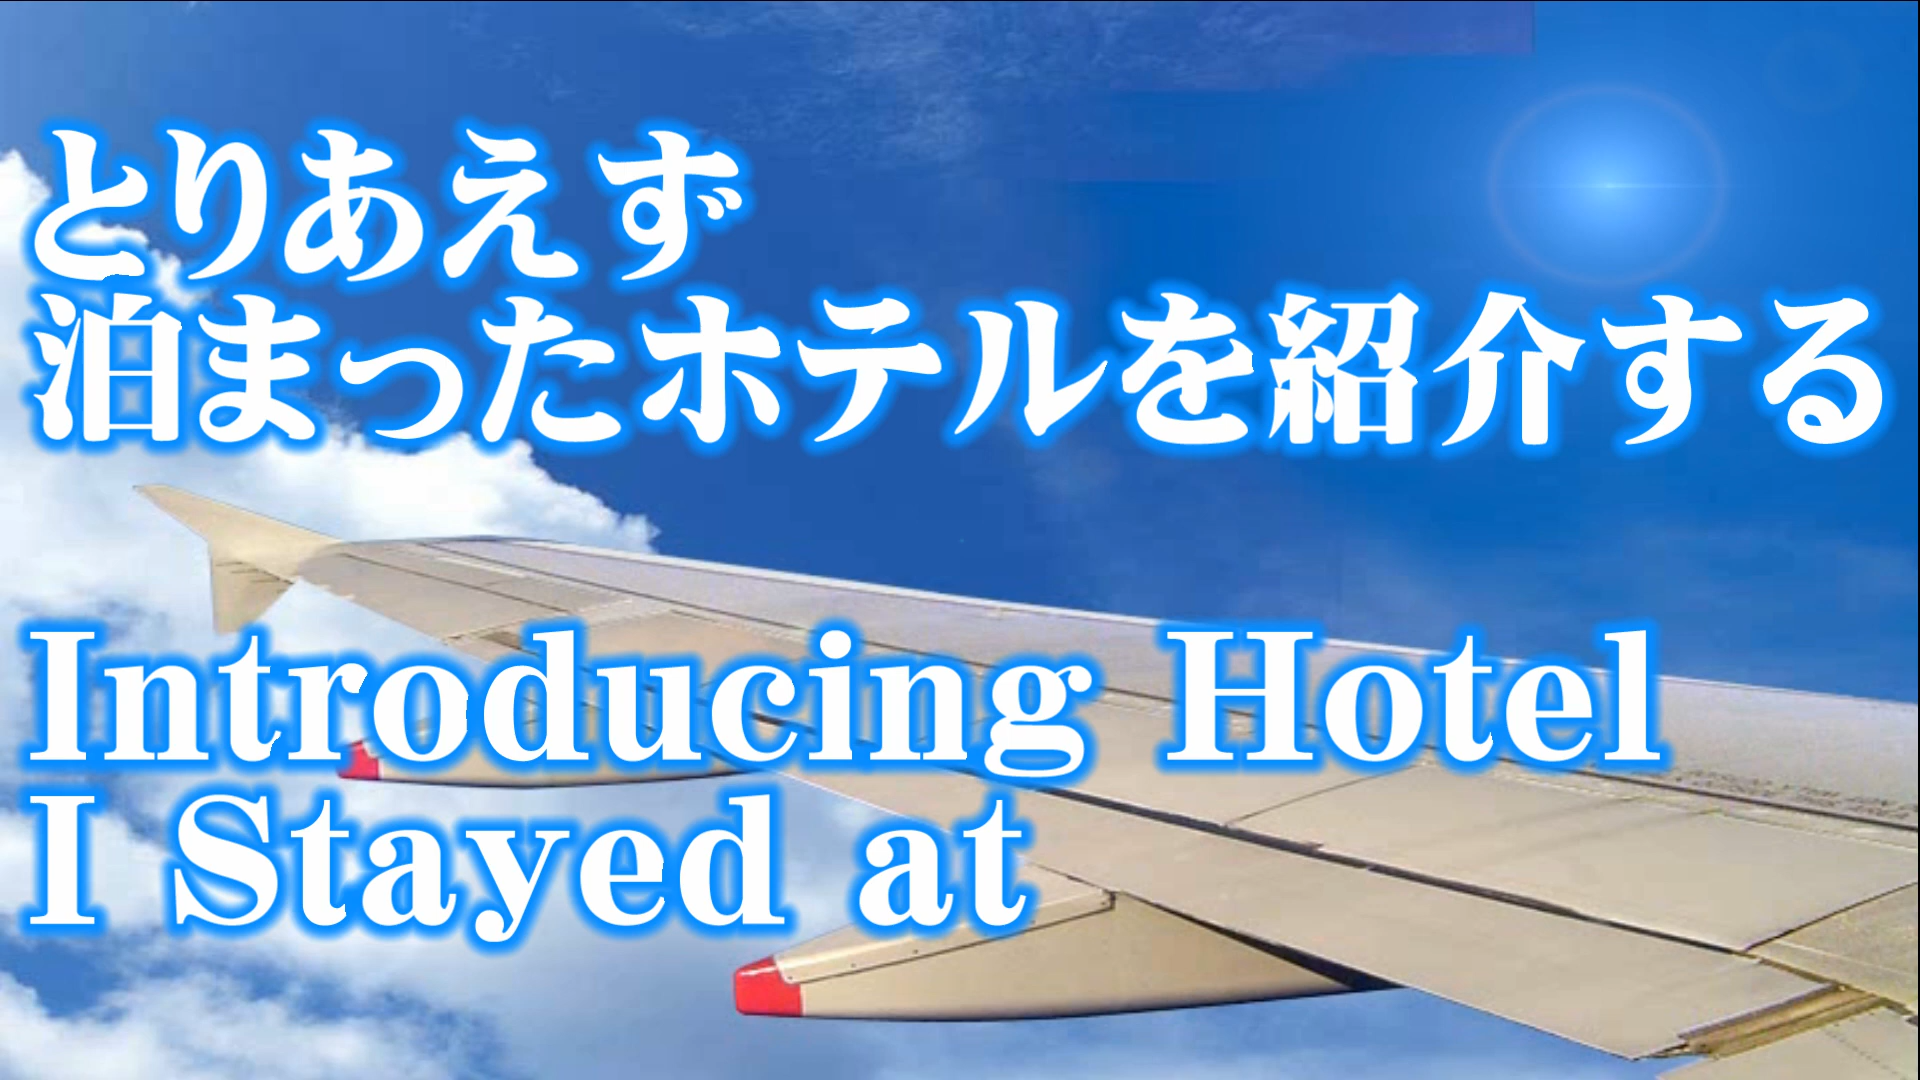 とりあえず
泊まったホテルを紹介する
Introducing Hotel
I Stayed at